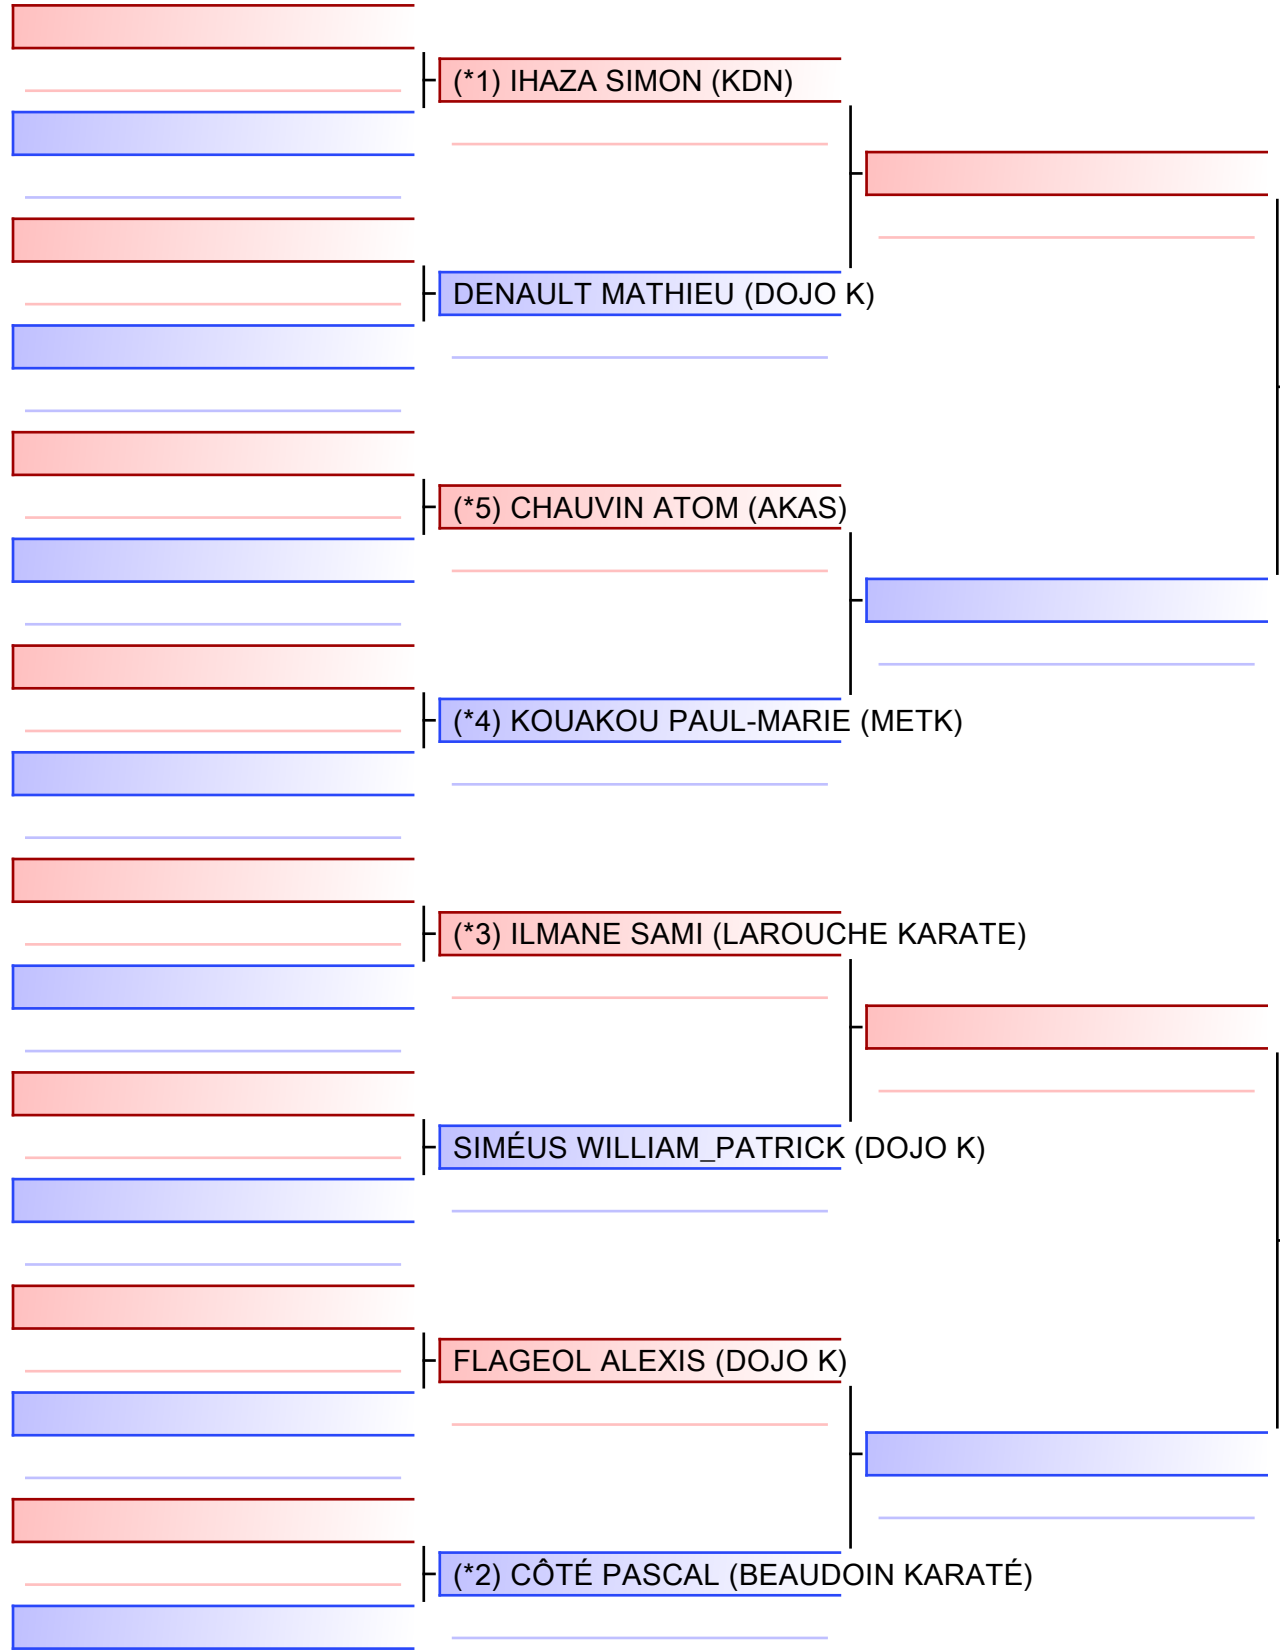 (*1) IHAZA SIMON (KDN)
DENAULT MATHIEU (DOJO K)
(*5) CHAUVIN ATOM (AKAS)
(*4) KOUAKOU PAUL-MARIE (METK)
(*3) ILMANE SAMI (LAROUCHE KARATE)
SIMÉUS WILLIAM_PATRICK (DOJO K)
FLAGEOL ALEXIS (DOJO K)
(*2) CÔTÉ PASCAL (BEAUDOIN KARATÉ)